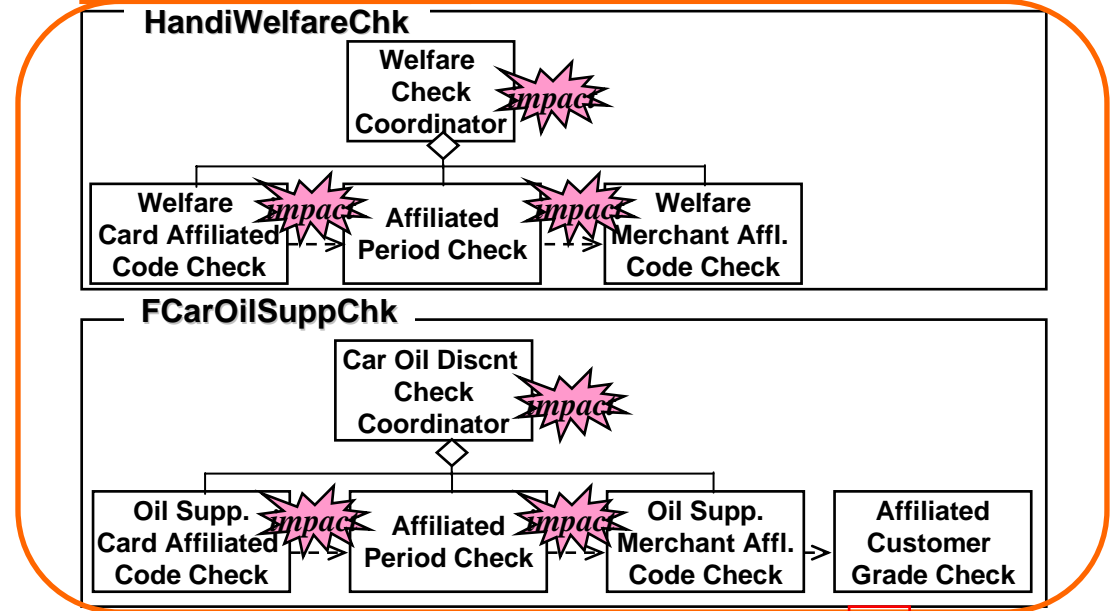 HandiWelfareChk
Welfare
Check
Coordinator
impact
Welfare
Card Affiliated
Code Check
impact
Affiliated
Period Check
impact
Welfare
Merchant Affl.
Code Check
FCarOilSuppChk
Car Oil Discnt
Check
Coordinator
impact
Oil Supp.
Card Affiliated
Code Check
impact
Affiliated
Period Check
impact
Oil Supp.
Merchant Affl.
Code Check
Affiliated
Customer
Grade Check